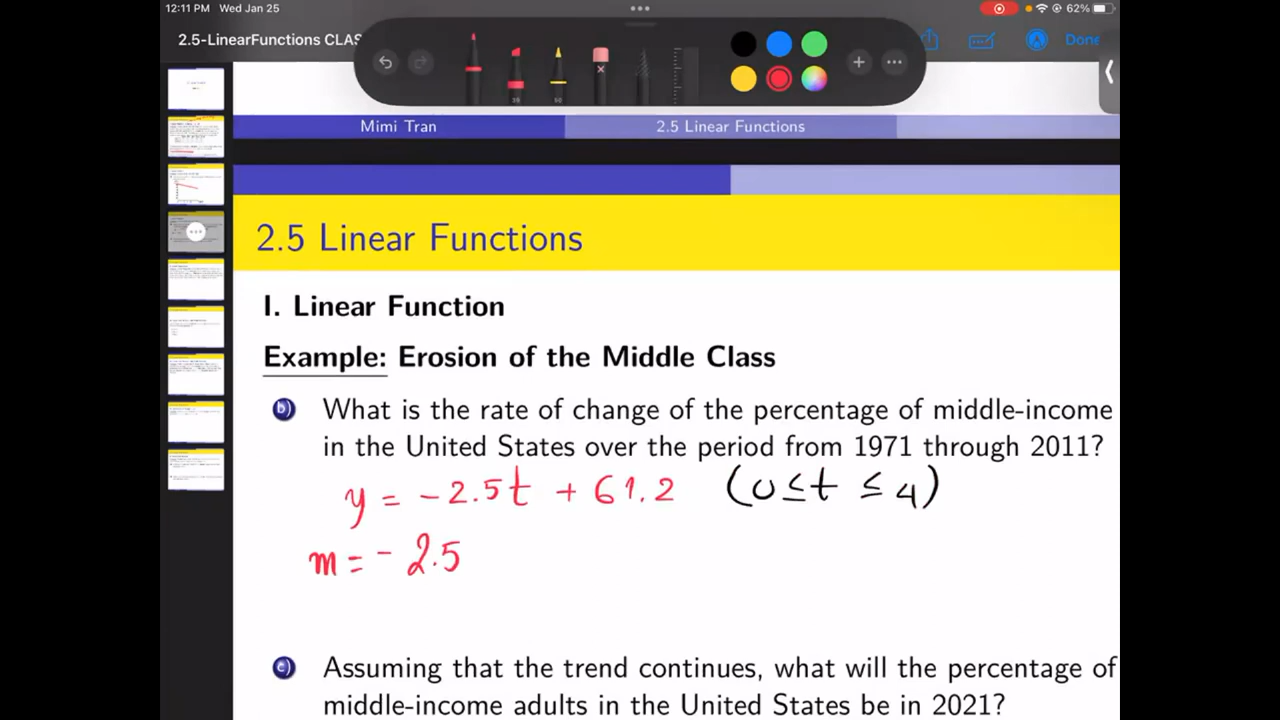 12:11 PM Wed Jan 25
62%
2.5-LinearFunctions CLAS
Done
Mimi Tran
2.5 Linear Functions
2.5 Linear Functions
I. Linear Function
Example: Erosion of the Middle Class
b) What is the rate of change of the percentage of middle-income
in the United States over the period from 1971 through 2011?
y = -2.5t + 61.2 (0 ≤ t ≤ 4)
m = -2.5
c) Assuming that the trend continues, what will the percentage of
middle-income adults in the United States be in 2021?